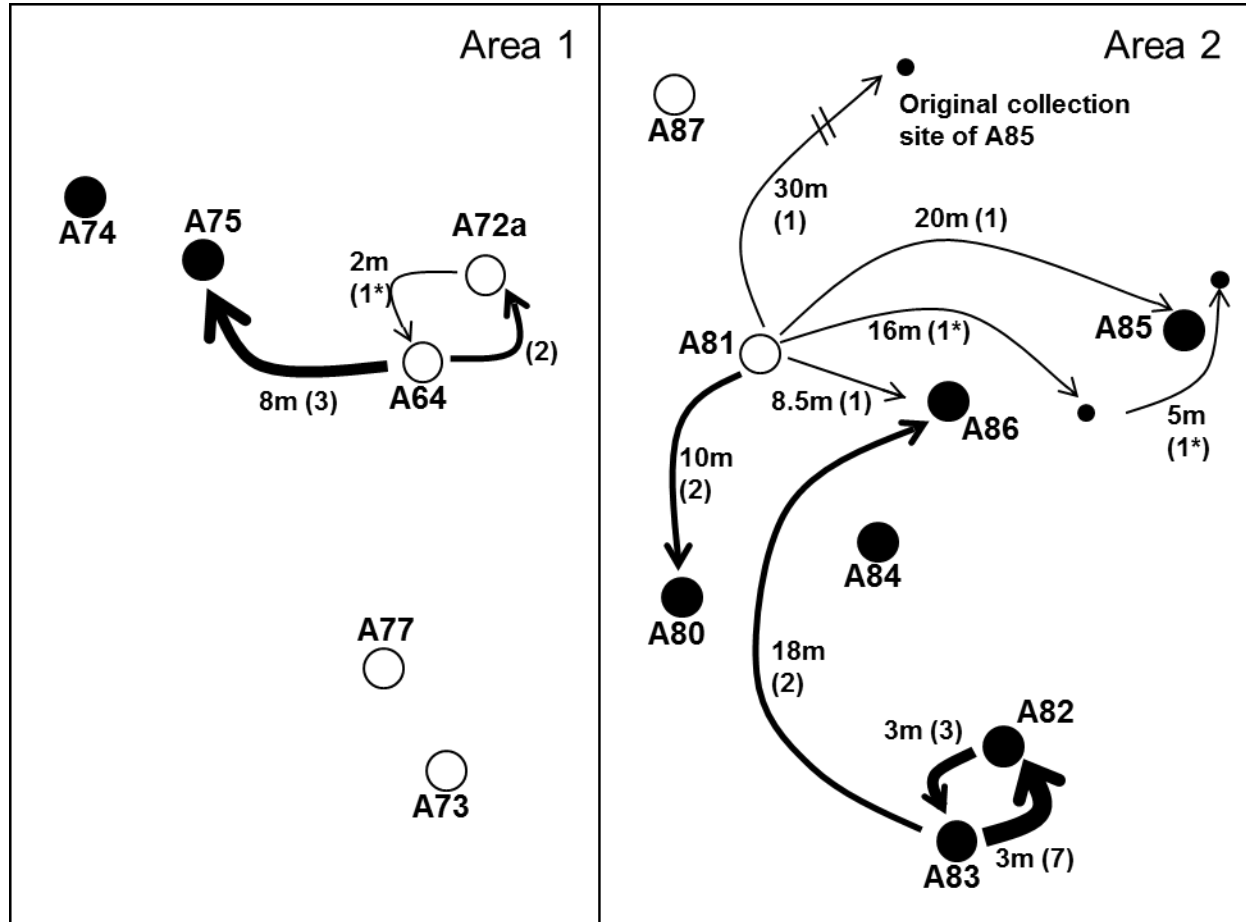 Area 1
A74
A75
A72a
2m
(1*)
(2)
A64
8m (3)
A77
A73
Area 2
A87
Original collection
site of A85
30m
(1)
20m (1)
A81
16m (1*)
A85
8.5m (1)
A86
5m
(1*)
10m
(2)
A84
A80
18m
(2)
A82
3m (3)
3m (7)
A83